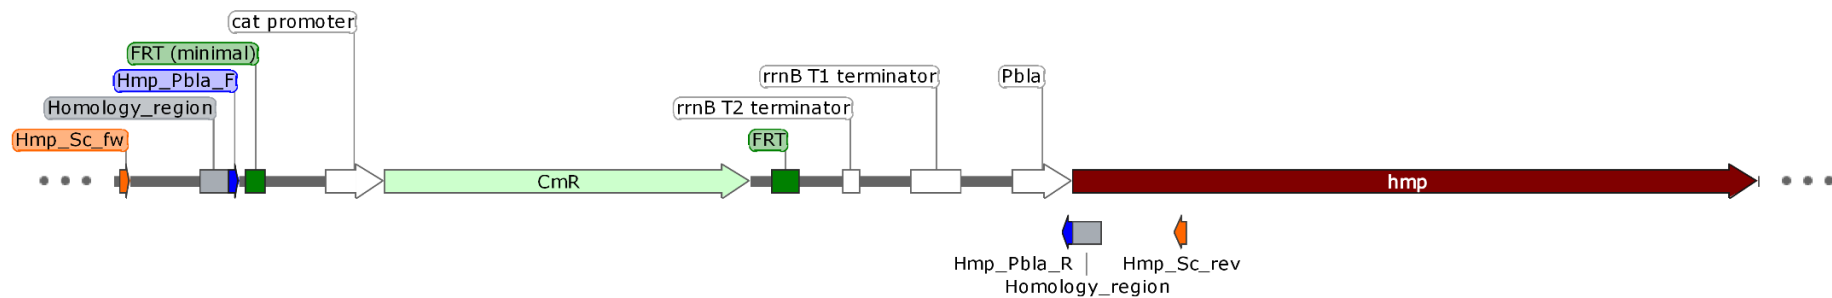 cat promoter
FRT (minimal)
Hmp_Pbla_F
rrnB T1 terminator
Pbla
Homology_region
rrnB T2 terminator
Hmp_Sc_fw
FRT
CmR
hmp
Hmp_Pbla_R
Hmp_Sc_rev
Homology_region